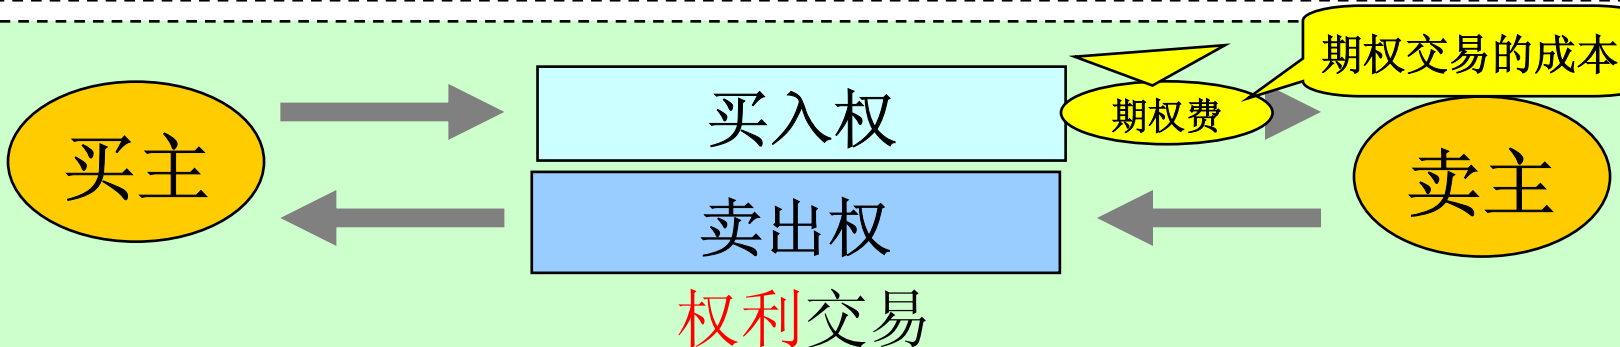 期权交易的成本
买入权
期权费
买主
卖主
卖出权
权利交易